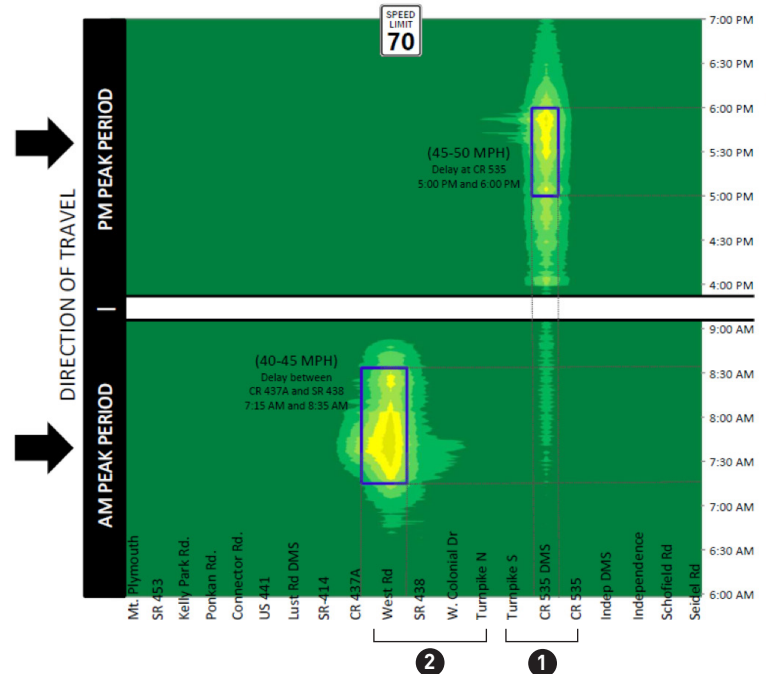 SPEED
LIMIT
70
DIRECTION OF TRAVEL
PM PEAK PERIOD
|
AM PEAK PERIOD
7:00 PM
6:30 PM
6:00 PM
5:30 PM
5:00 PM
4:30 PM
4:00 PM
(45-50 MPH)
Delay at CR 535
5:00 PM and 6:00 PM
9:00 AM
8:30 AM
8:00 AM
7:30 AM
7:00 AM
6:30 AM
6:00 AM
(40-45 MPH)
Delay between
CR 437A and SR 438
7:15 AM and 8:35 AM
Mt. Plymouth
SR 453
Kelly Park Rd.
Ponkan Rd.
Connector Rd.
US 441
Lust Rd DMS
SR-414
CR 437A
West Rd
SR 438
W. Colonial Dr
Turnpike N
Turnpike S
CR 535 DMS
CR 535
Indep DMS
Independence
Schofield Rd
Seidel Rd
2
1